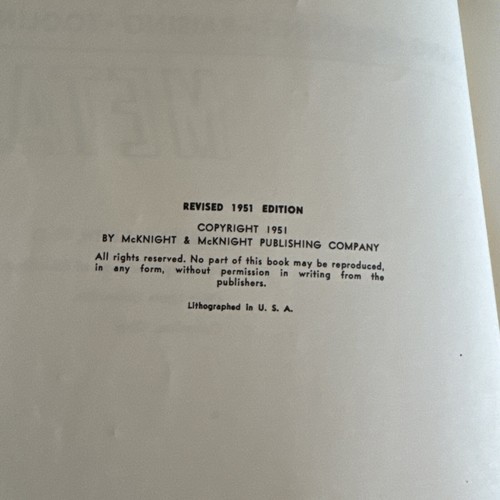 REVISED 1951 EDITION
COPYRIGHT 1951
BY McKNIGHT & McKNIGHT PUBLISHING COMPANY
All rights reserved. No part of this book may be reproduced,
in any form, without permission in writing from the
publishers.
Lithographed in U. S. A.